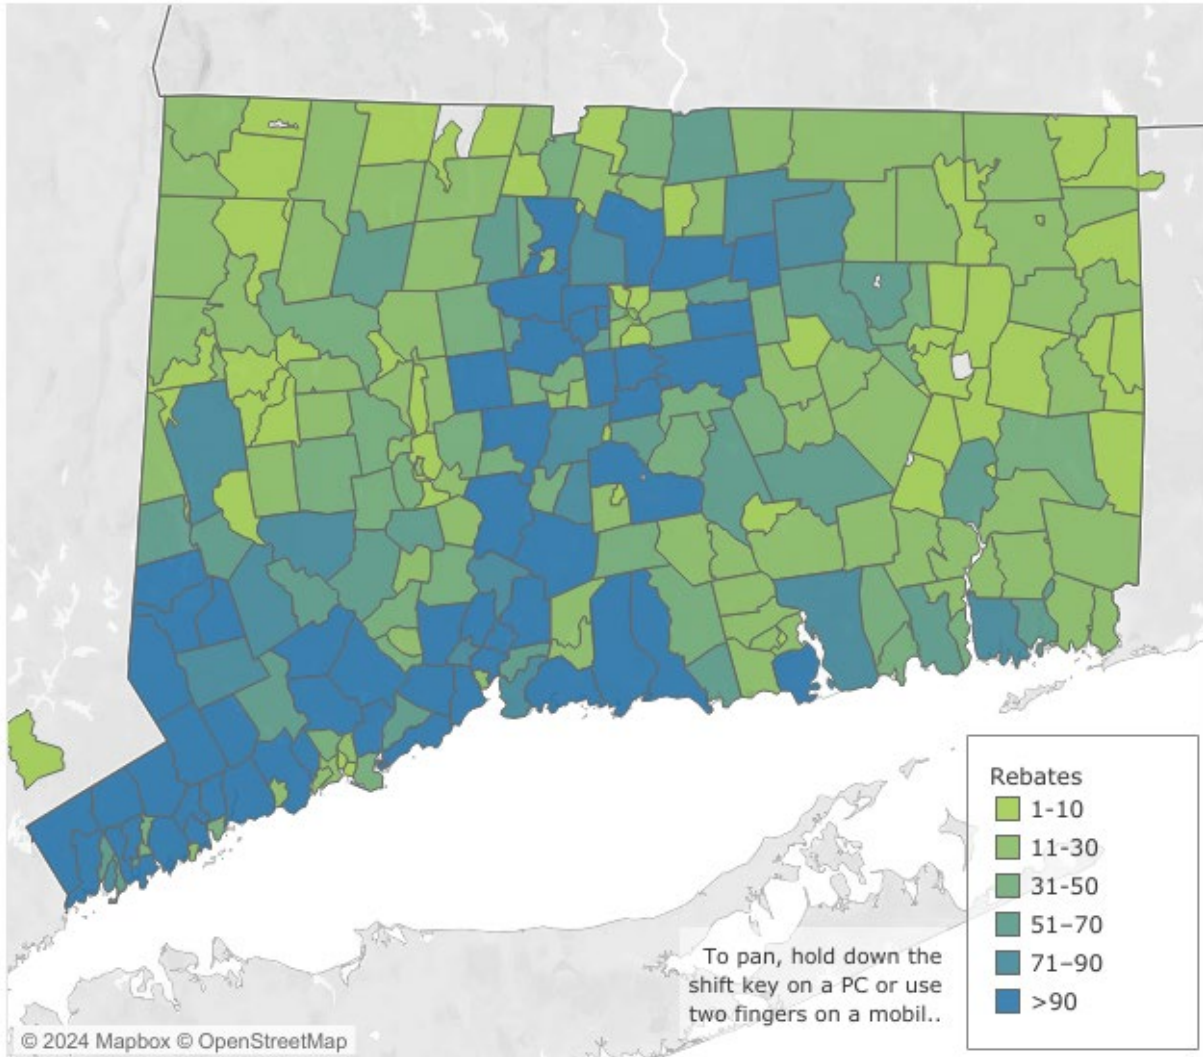 Rebates
1-10
11-30
31-50
51-70
71-90
>90
To pan, hold down the
shift key on a PC or use
two fingers on a mobil..
© 2024 Mapbox © OpenStreetMap